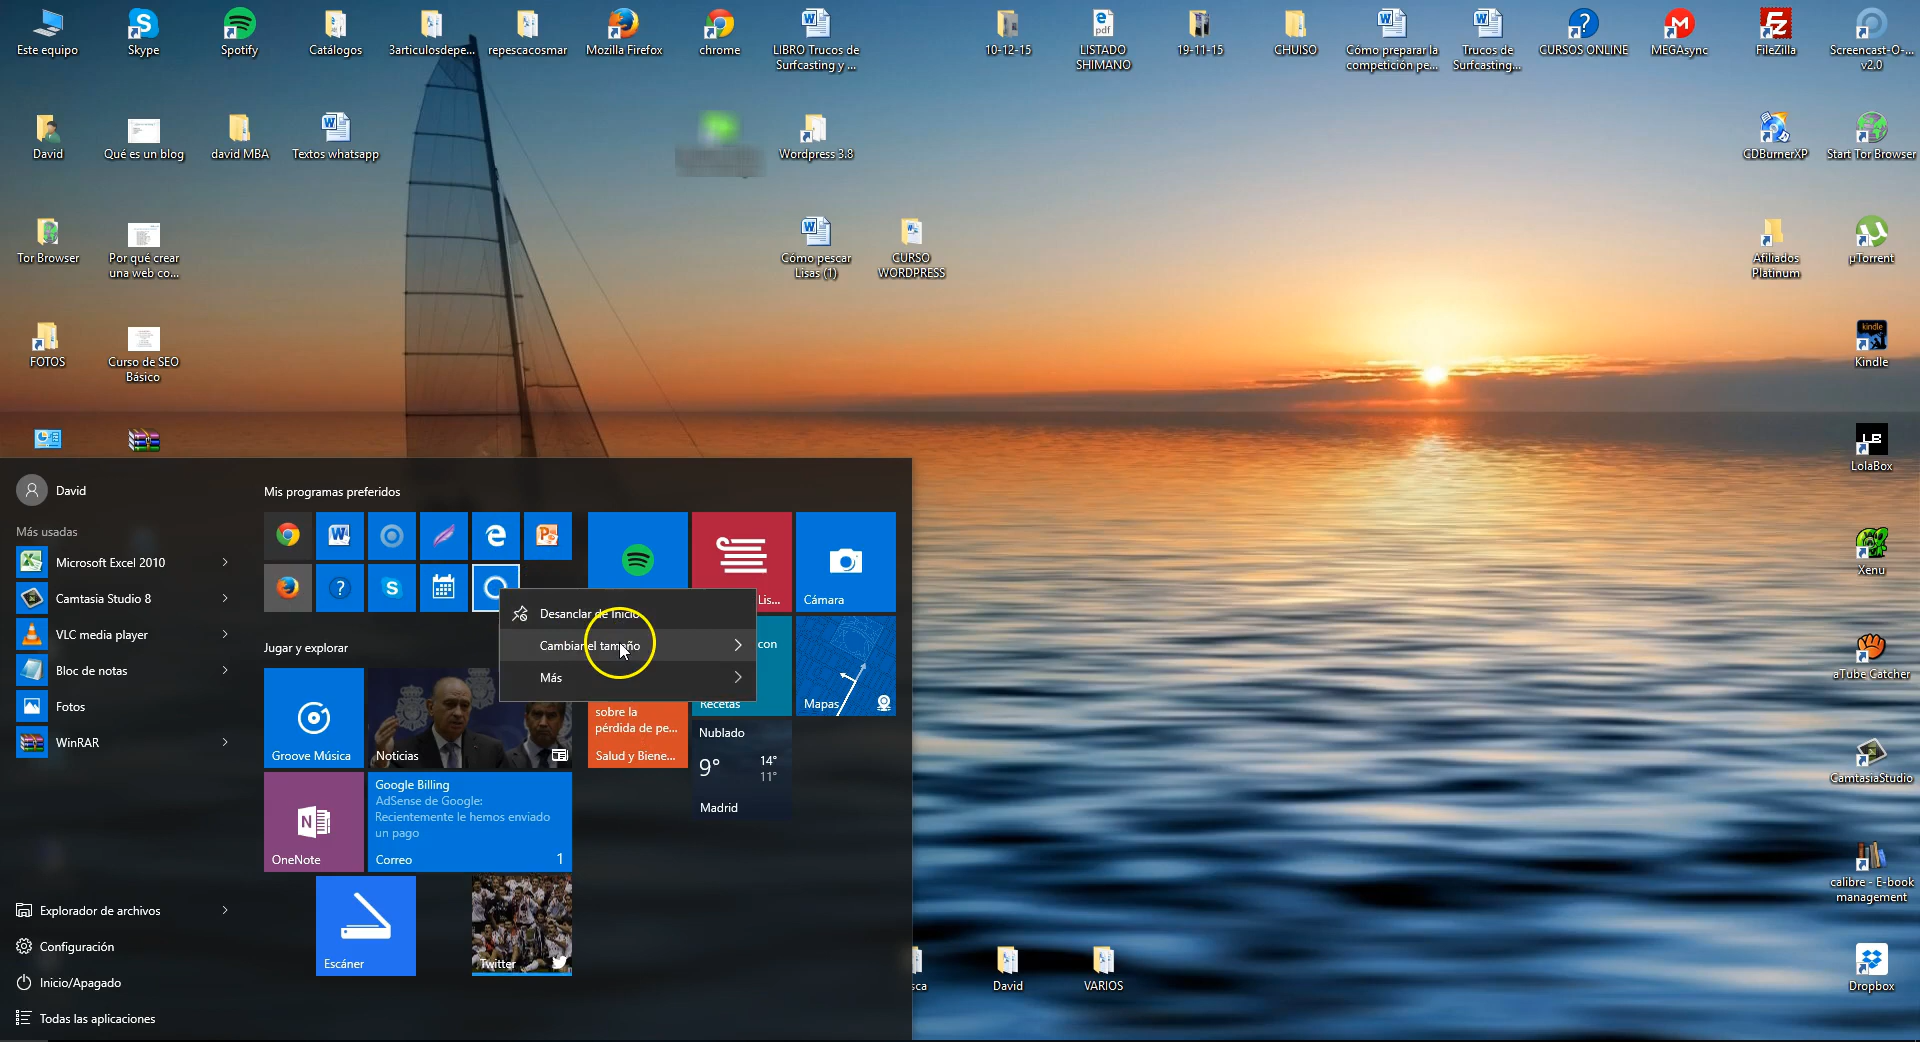 Este equipo
Skype
Spotify
Catálogos
3articulosdepe...
repescacosmar
Mozilla Firefox
chrome
LIBRO Trucos de
Surfcasting y ...
10-12-15
pdf
LISTADO
SHIMANO
19-11-15
CHUISO
Cómo preparar la
competición pe...
Trucos de
Surfcasting...
CURSOS ONLINE
MEGAsync
FileZilla
Screencast-O-...
v2.0
David
Qué es un blog
david MBA
Textos whatsapp
Wordpress 3.8
CDBurnerXP
Start Tor Browser
Tor Browser
Por qué crear
una web co...
Cómo pescar
Lisas (1)
CURSO
WORDPRESS
Afiliados
Platinum
µTorrent
FOTOS
Curso de SEO
Básico
kindle
Kindle
LB
LolaBox
Xenu
aTube Catcher
CamtasiaStudio
calibre - E-book
management
Dropbox
sca
David
VARIOS
David
Más usadas
Microsoft Excel 2010
Camtasia Studio 8
VLC media player
Bloc de notas
Fotos
WinRAR
Explorador de archivos
Configuración
Inicio/Apagado
Todas las aplicaciones
Mis programas preferidos
Lis...
Cámara
Desanclar de Inicio
Cambiar el tamaño
Más
con
Recetas
Mapas
Jugar y explorar
Groove Música
Noticias
sobre la
pérdida de pe...
Salud y Biene...
Nublado
9°
14°
11°
Madrid
OneNote
Google Billing
AdSense de Google:
Recientemente le hemos enviado
un pago
Correo
1
Escáner
Twitter